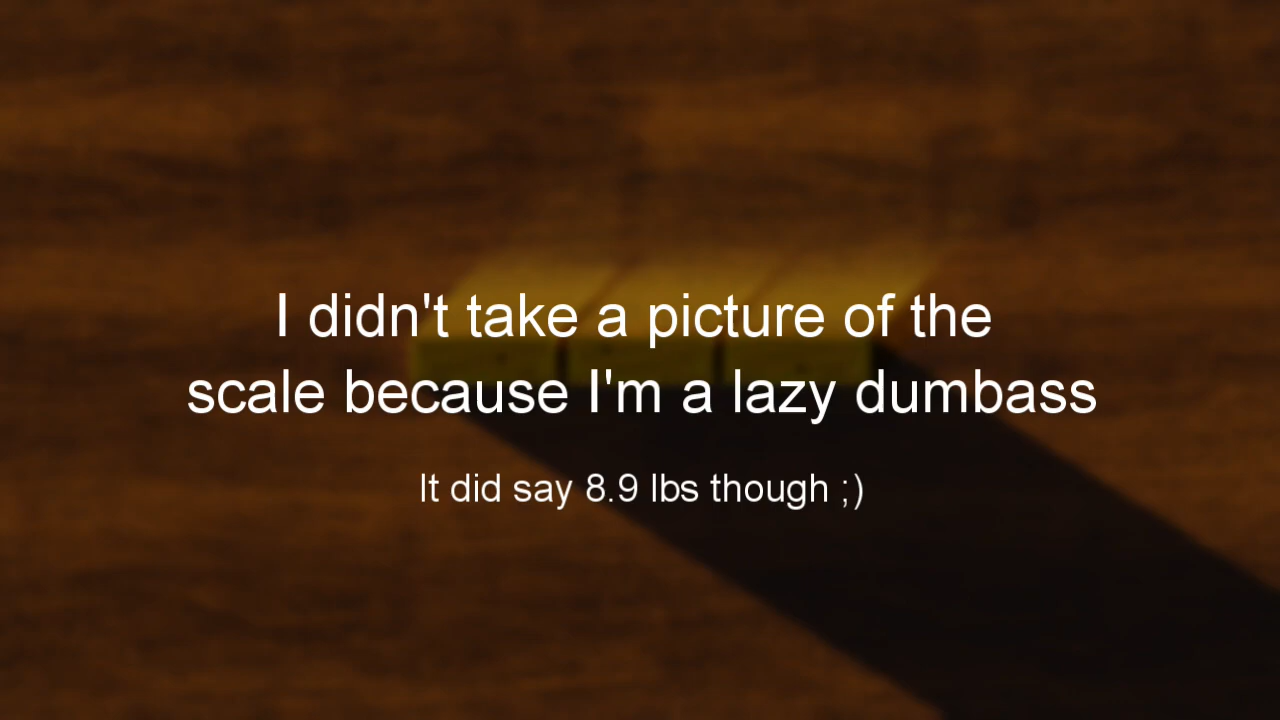 I didn't take a picture of the
scale because I'm a lazy dumbass
It did say 8.9 lbs though ;)